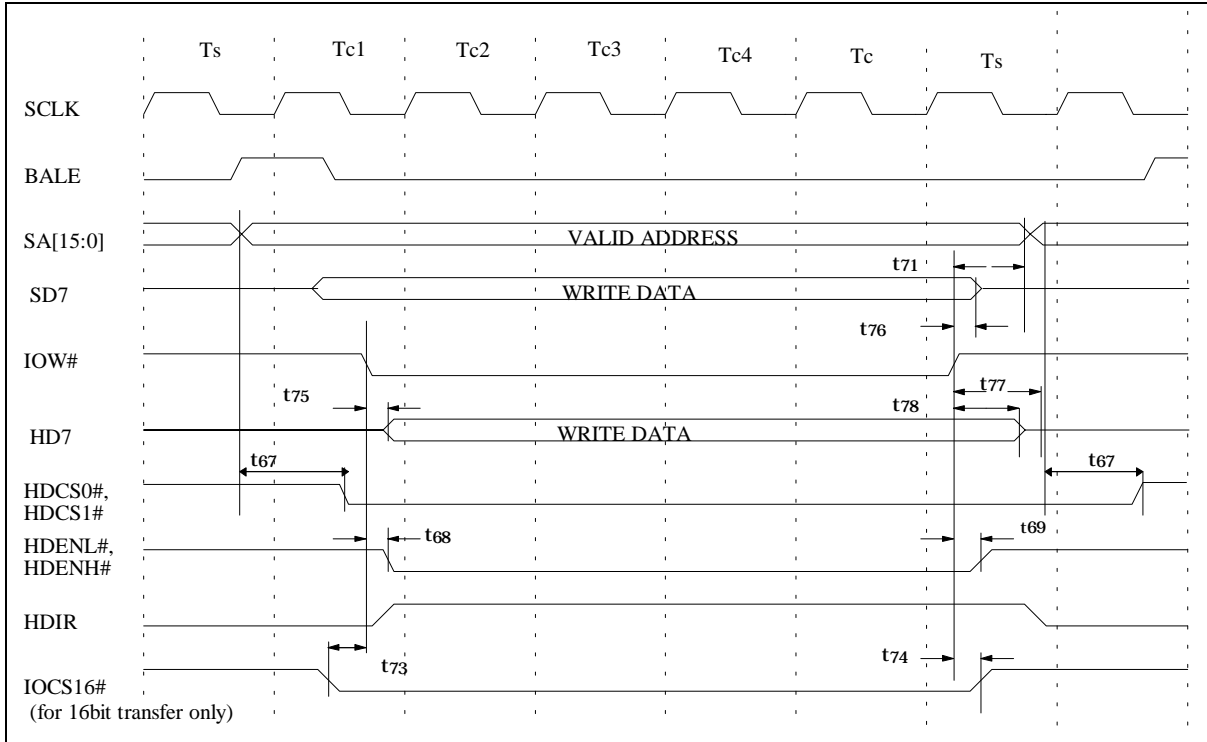 Ts Tc1 Tc2 Tc3 Tc4 Tc Ts
SCLK
BALE
SA[15:0] VALID ADDRESS
t71
SD7 WRITE DATA
t76
IOW#
t75 t77
t78
HD7 WRITE DATA
t67 t67
HDCS0#,
HDCS1#
t68 t69
HDENL#,
HDENH#
HDIR
t73 t74
IOCS16#
(for 16bit transfer only)